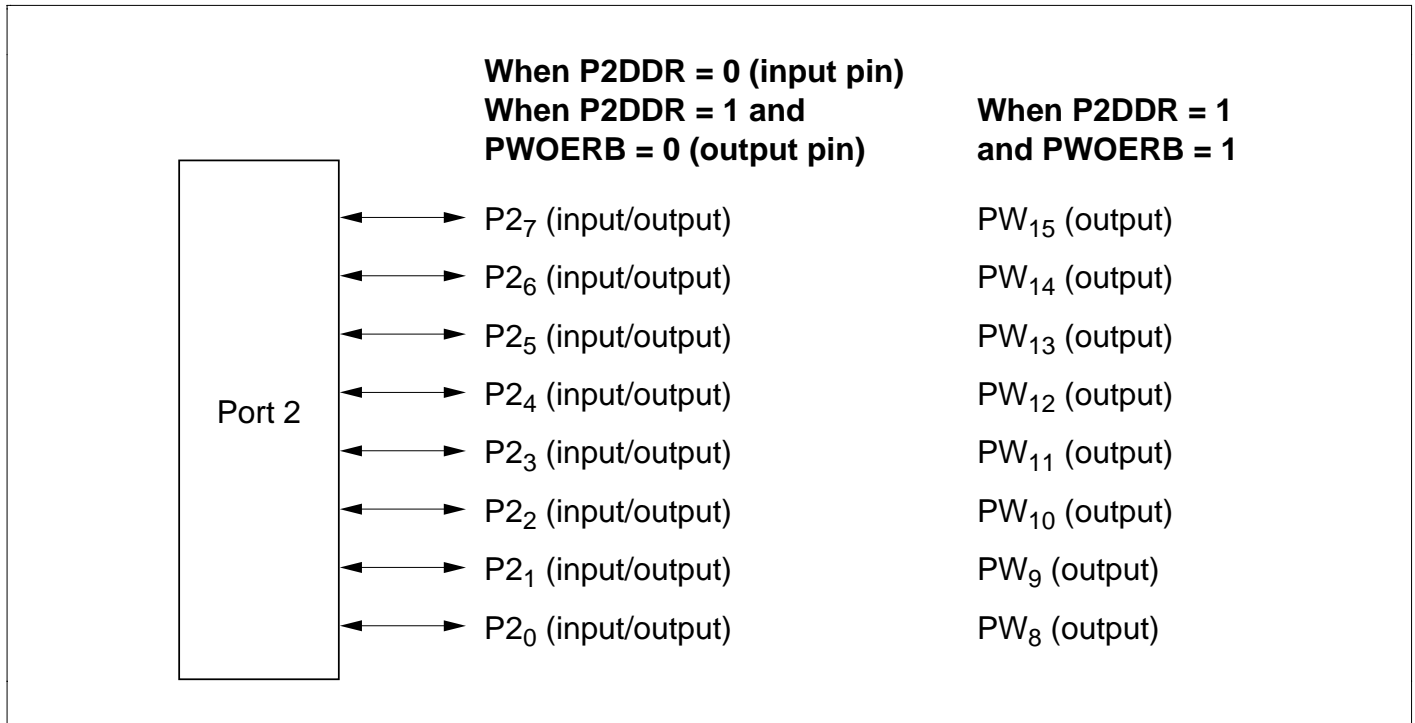 When P2DDR = 0 (input pin)
When P2DDR = 1 and
PWOERB = 0 (output pin)
When P2DDR = 1
and PWOERB = 1
Port 2
P2₇ (input/output) PW₁₅ (output)
P2₆ (input/output) PW₁₄ (output)
P2₅ (input/output) PW₁₃ (output)
P2₄ (input/output) PW₁₂ (output)
P2₃ (input/output) PW₁₁ (output)
P2₂ (input/output) PW₁₀ (output)
P2₁ (input/output) PW₉ (output)
P2₀ (input/output) PW₈ (output)